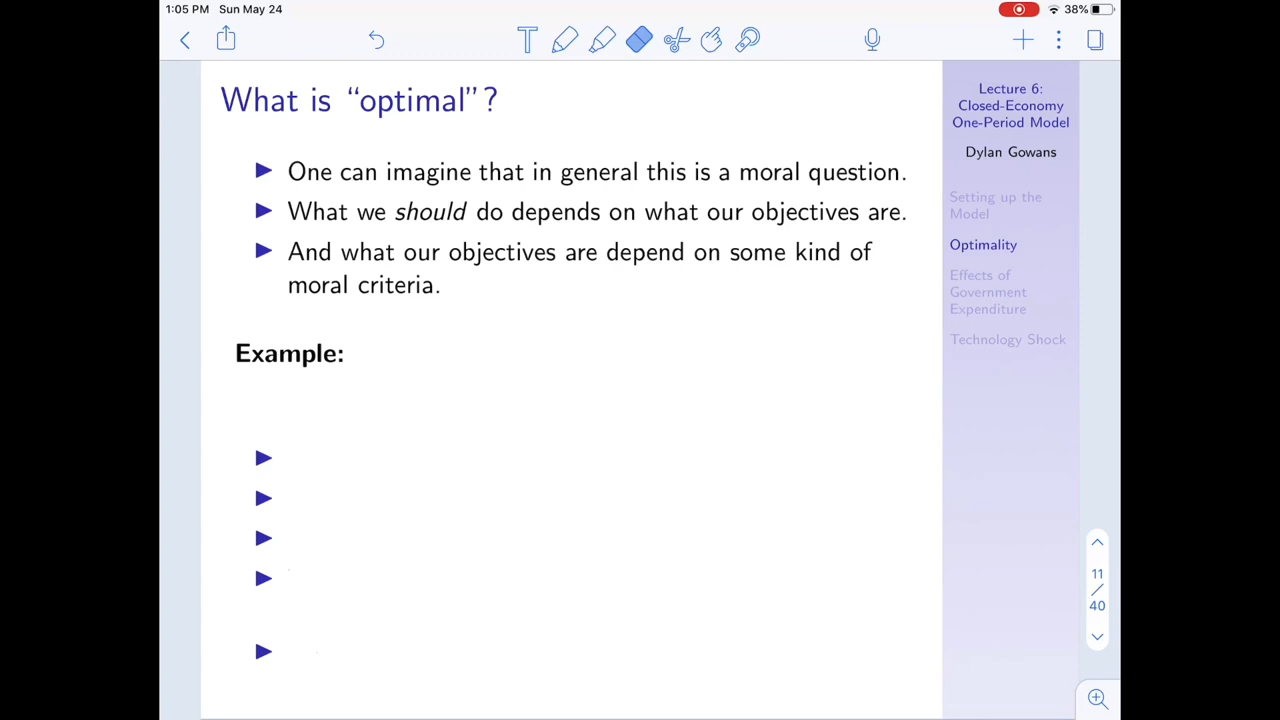 1:05 PM Sun May 24
38%
What is “optimal”?
▶ One can imagine that in general this is a moral question.
▶ What we should do depends on what our objectives are.
▶ And what our objectives are depend on some kind of
moral criteria.
Example:
Lecture 6:
Closed-Economy
One-Period Model
Dylan Gowans
Setting up the
Model
Optimality
Effects of
Government
Expenditure
Technology Shock
11
/
40